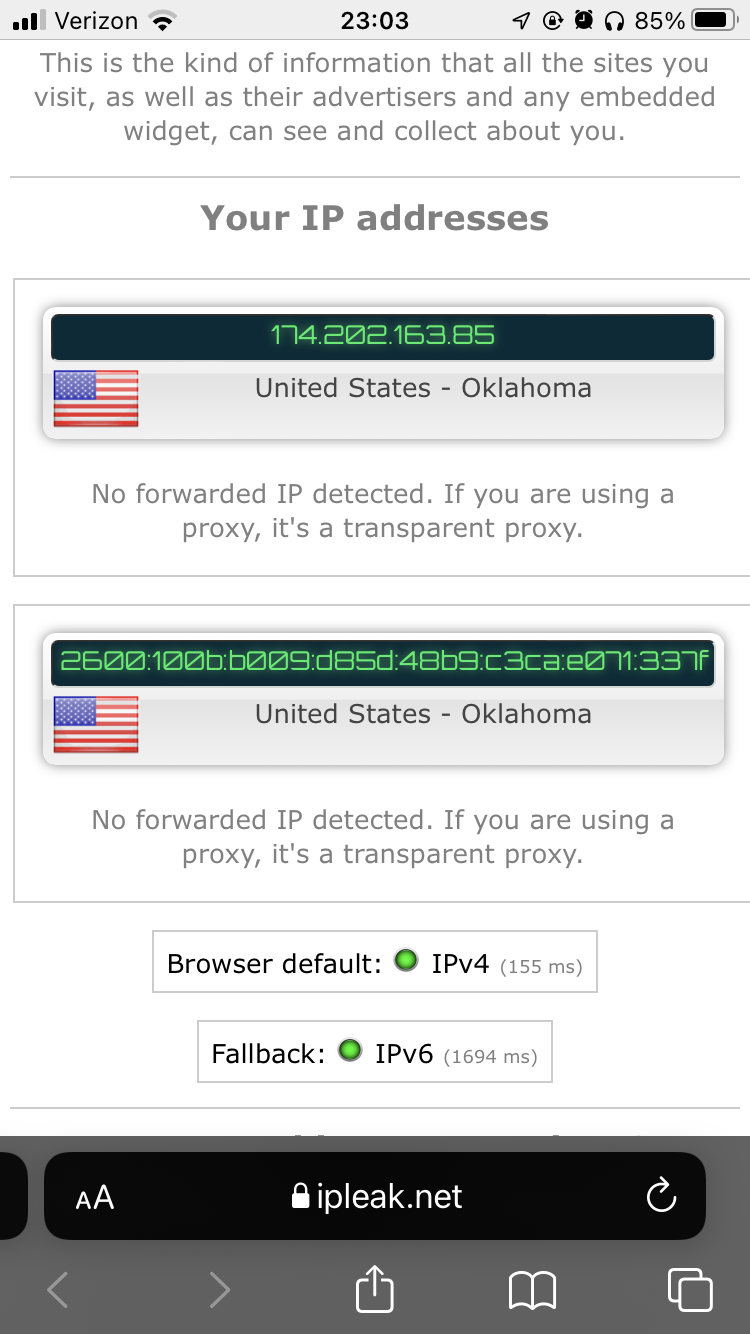 Verizon 23:03 85%
This is the kind of information that all the sites you
visit, as well as their advertisers and any embedded
widget, can see and collect about you.
Your IP addresses
174.202.163.85
United States - Oklahoma
No forwarded IP detected. If you are using a
proxy, it's a transparent proxy.
2600:100b:b009:d85d:48b9:c3ca:e071:337f
United States - Oklahoma
No forwarded IP detected. If you are using a
proxy, it's a transparent proxy.
Browser default: IPv4 (155 ms)
Fallback: IPv6 (1694 ms)
AA ipleak.net